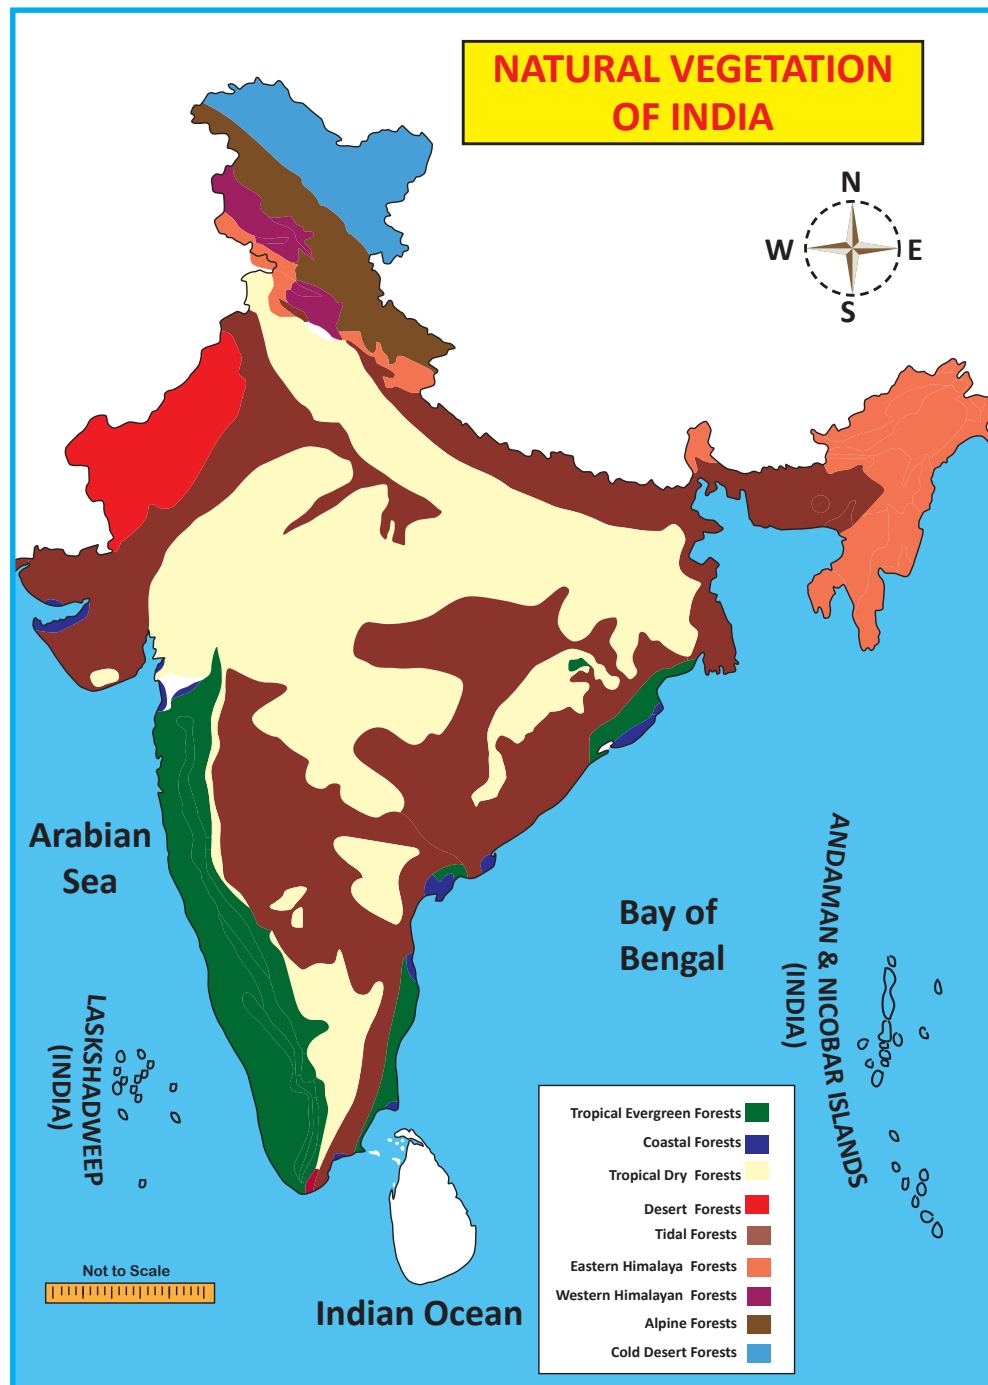 NATURAL VEGETATION
OF INDIA
N
W
E
S
Arabian
Sea
Bay of
Bengal
ANDAMAN & NICOBAR ISLANDS
(INDIA)
LASKSHADWEEP
(INDIA)
Tropical Evergreen Forests
Coastal Forests
Tropical Dry Forests
Desert Forests
Tidal Forests
Eastern Himalaya Forests
Western Himalayan Forests
Alpine Forests
Cold Desert Forests
Not to Scale
Indian Ocean